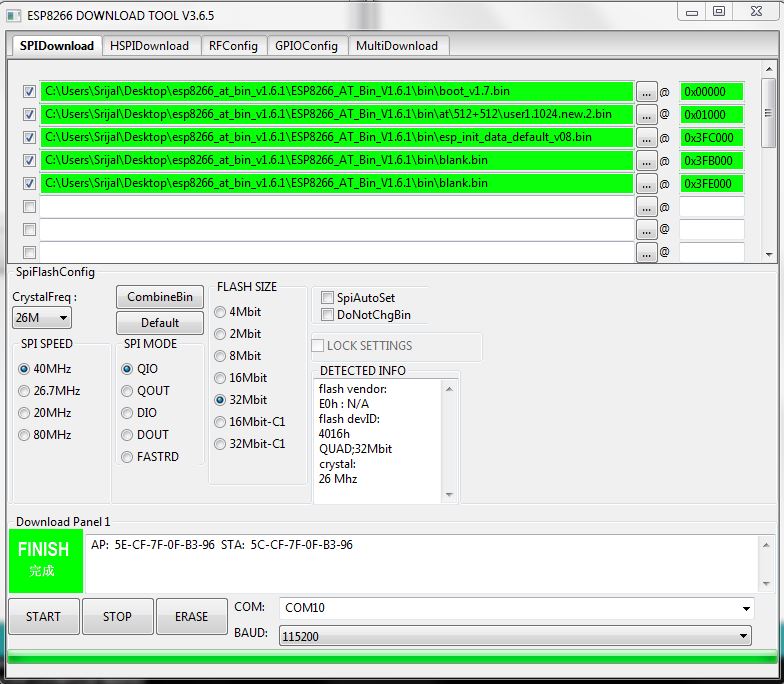 ESP8266 DOWNLOAD TOOL V3.6.5
SPIDownload HSPIDownload RFConfig GPIOConfig MultiDownload
C:\Users\Srijal\Desktop\esp8266_at_bin_v1.6.1\ESP8266_AT_Bin_V1.6.1\bin\boot_v1.7.bin ... @ 0x00000
C:\Users\Srijal\Desktop\esp8266_at_bin_v1.6.1\ESP8266_AT_Bin_V1.6.1\bin\at\512+512\user1.1024.new.2.bin ... @ 0x01000
C:\Users\Srijal\Desktop\esp8266_at_bin_v1.6.1\ESP8266_AT_Bin_V1.6.1\bin\esp_init_data_default_v08.bin ... @ 0x3FC000
C:\Users\Srijal\Desktop\esp8266_at_bin_v1.6.1\ESP8266_AT_Bin_V1.6.1\bin\blank.bin ... @ 0x3FB000
C:\Users\Srijal\Desktop\esp8266_at_bin_v1.6.1\ESP8266_AT_Bin_V1.6.1\bin\blank.bin ... @ 0x3FE000
... @
... @
... @
SpiFlashConfig
CrystalFreq :
26M
CombineBin
Default
SPI SPEED
40MHz
26.7MHz
20MHz
80MHz
SPI MODE
QIO
QOUT
DIO
DOUT
FASTRD
FLASH SIZE
4Mbit
2Mbit
8Mbit
16Mbit
32Mbit
16Mbit-C1
32Mbit-C1
SpiAutoSet
DoNotChgBin
LOCK SETTINGS
DETECTED INFO
flash vendor:
E0h : N/A
flash devID:
4016h
QUAD;32Mbit
crystal:
26 Mhz
Download Panel 1
FINISH
完成
AP: 5E-CF-7F-0F-B3-96 STA: 5C-CF-7F-0F-B3-96
START STOP ERASE
COM: COM10
BAUD: 115200